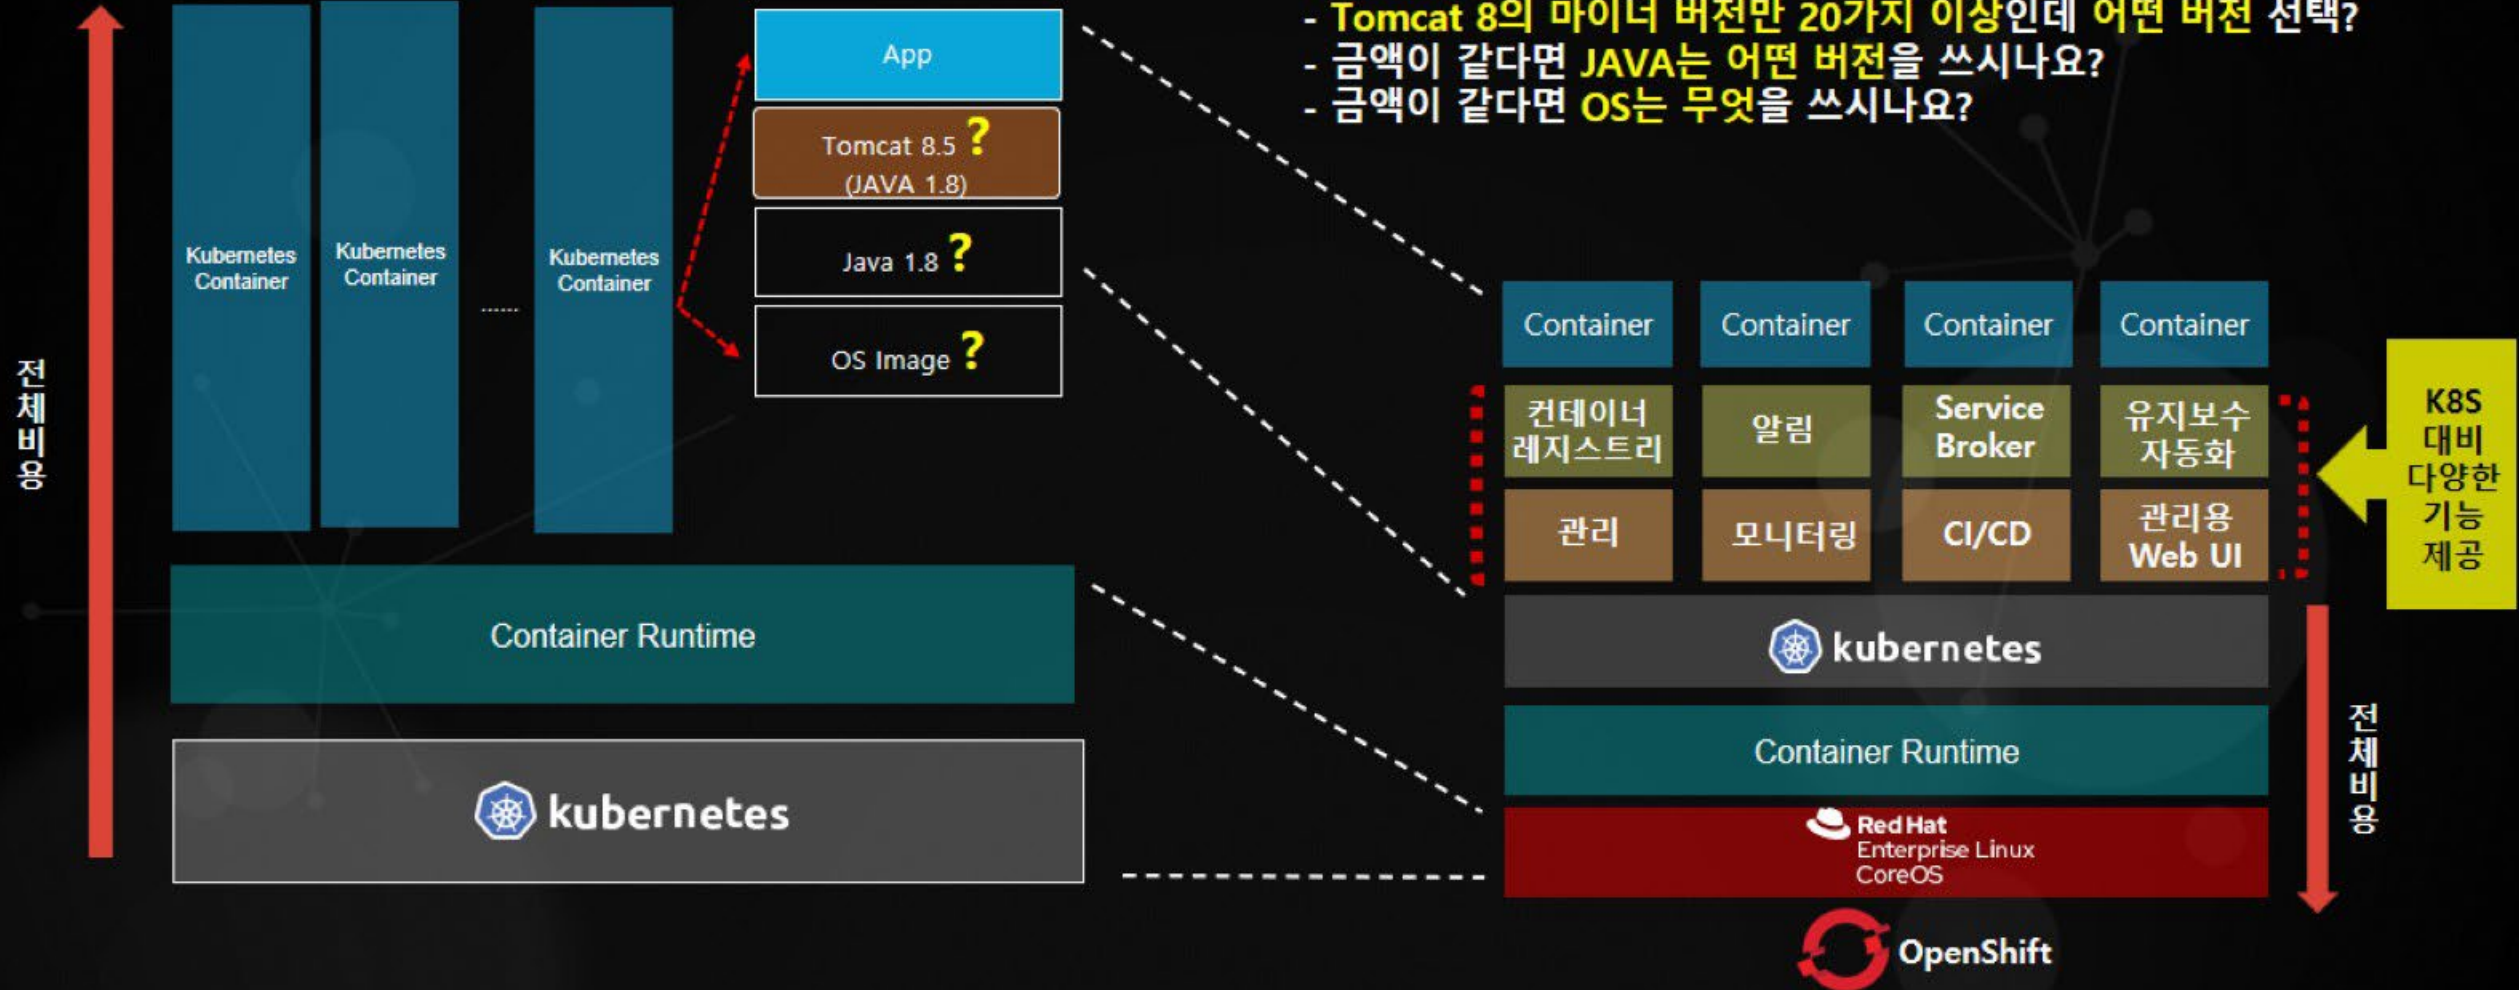 - Tomcat 8의 마이너 버전만 20가지 이상인데 어떤 버전 선택?
- 금액이 같다면 JAVA는 어떤 버전을 쓰시나요?
- 금액이 같다면 OS는 무엇을 쓰시나요?
전체비용
Kubernetes
Container
Kubernetes
Container
......
Kubernetes
Container
App
Tomcat 8.5 ?
(JAVA 1.8)
Java 1.8 ?
OS Image ?
Container Runtime
kubernetes
Container
Container
Container
Container
컨테이너
레지스트리
알림
Service
Broker
유지보수
자동화
관리
모니터링
CI/CD
관리용
Web UI
kubernetes
Container Runtime
Red Hat
Enterprise Linux
CoreOS
OpenShift
K8S
대비
다양한
기능
제공
전체비용